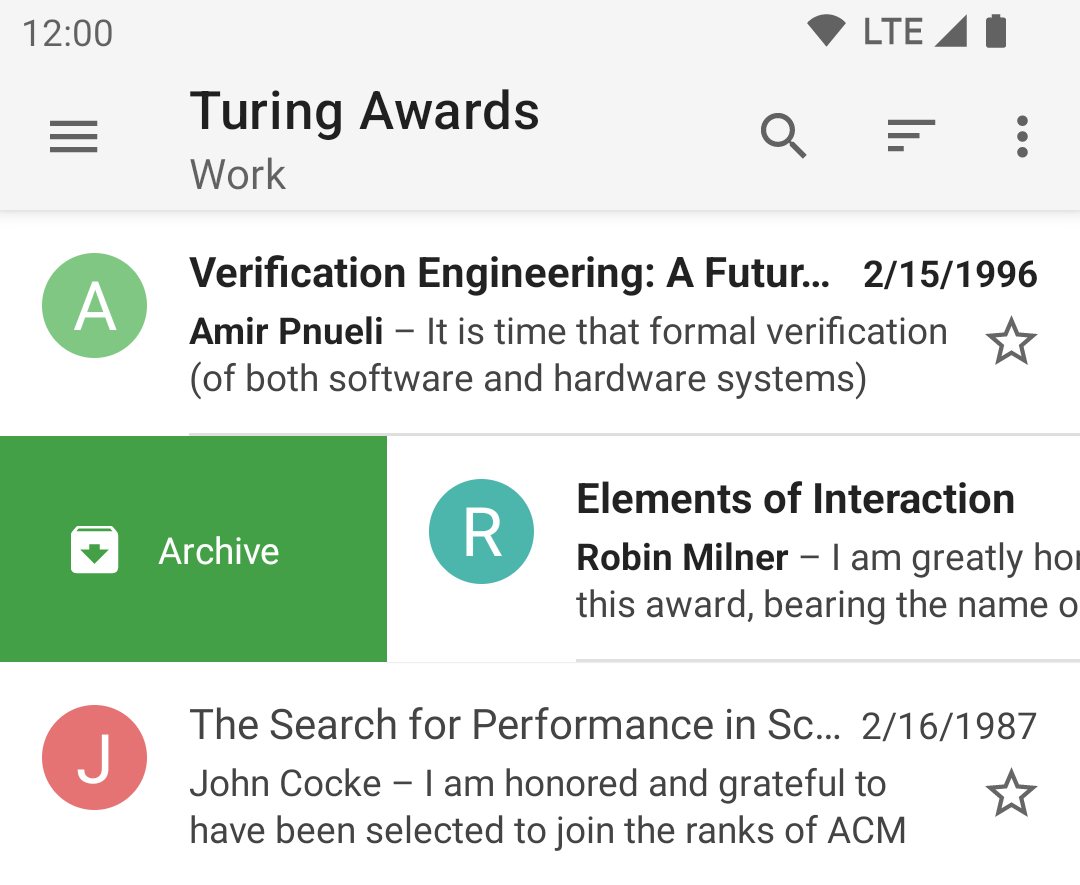 12:00 LTE
Turing Awards
Work
A
Verification Engineering: A Futur... 2/15/1996
Amir Pnueli – It is time that formal verification
(of both software and hardware systems)
Archive
R
Elements of Interaction
Robin Milner – I am greatly hon
this award, bearing the name o
J
The Search for Performance in Sc... 2/16/1987
John Cocke – I am honored and grateful to
have been selected to join the ranks of ACM